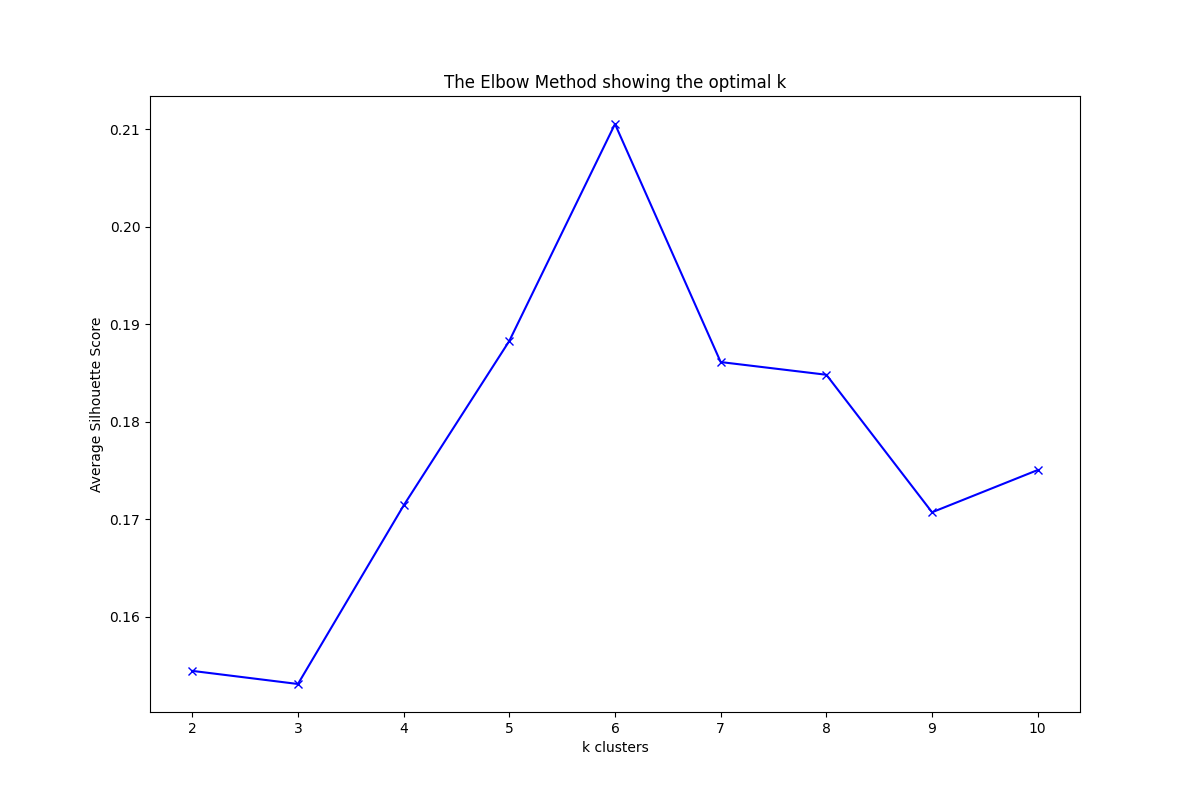 The Elbow Method showing the optimal k
Average Silhouette Score
0.21
0.20
0.19
0.18
0.17
0.16
2 3 4 5 6 7 8 9 10
k clusters